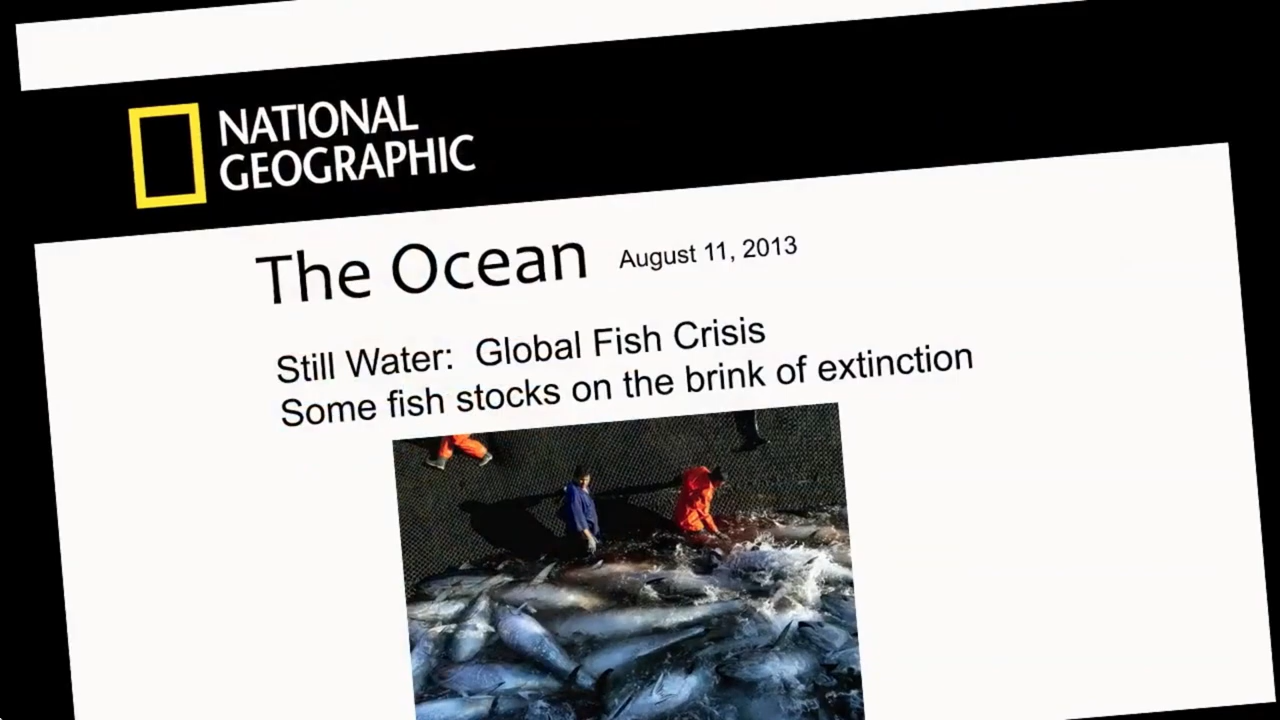 NATIONAL
GEOGRAPHIC
The Ocean August 11, 2013
Still Water: Global Fish Crisis
Some fish stocks on the brink of extinction